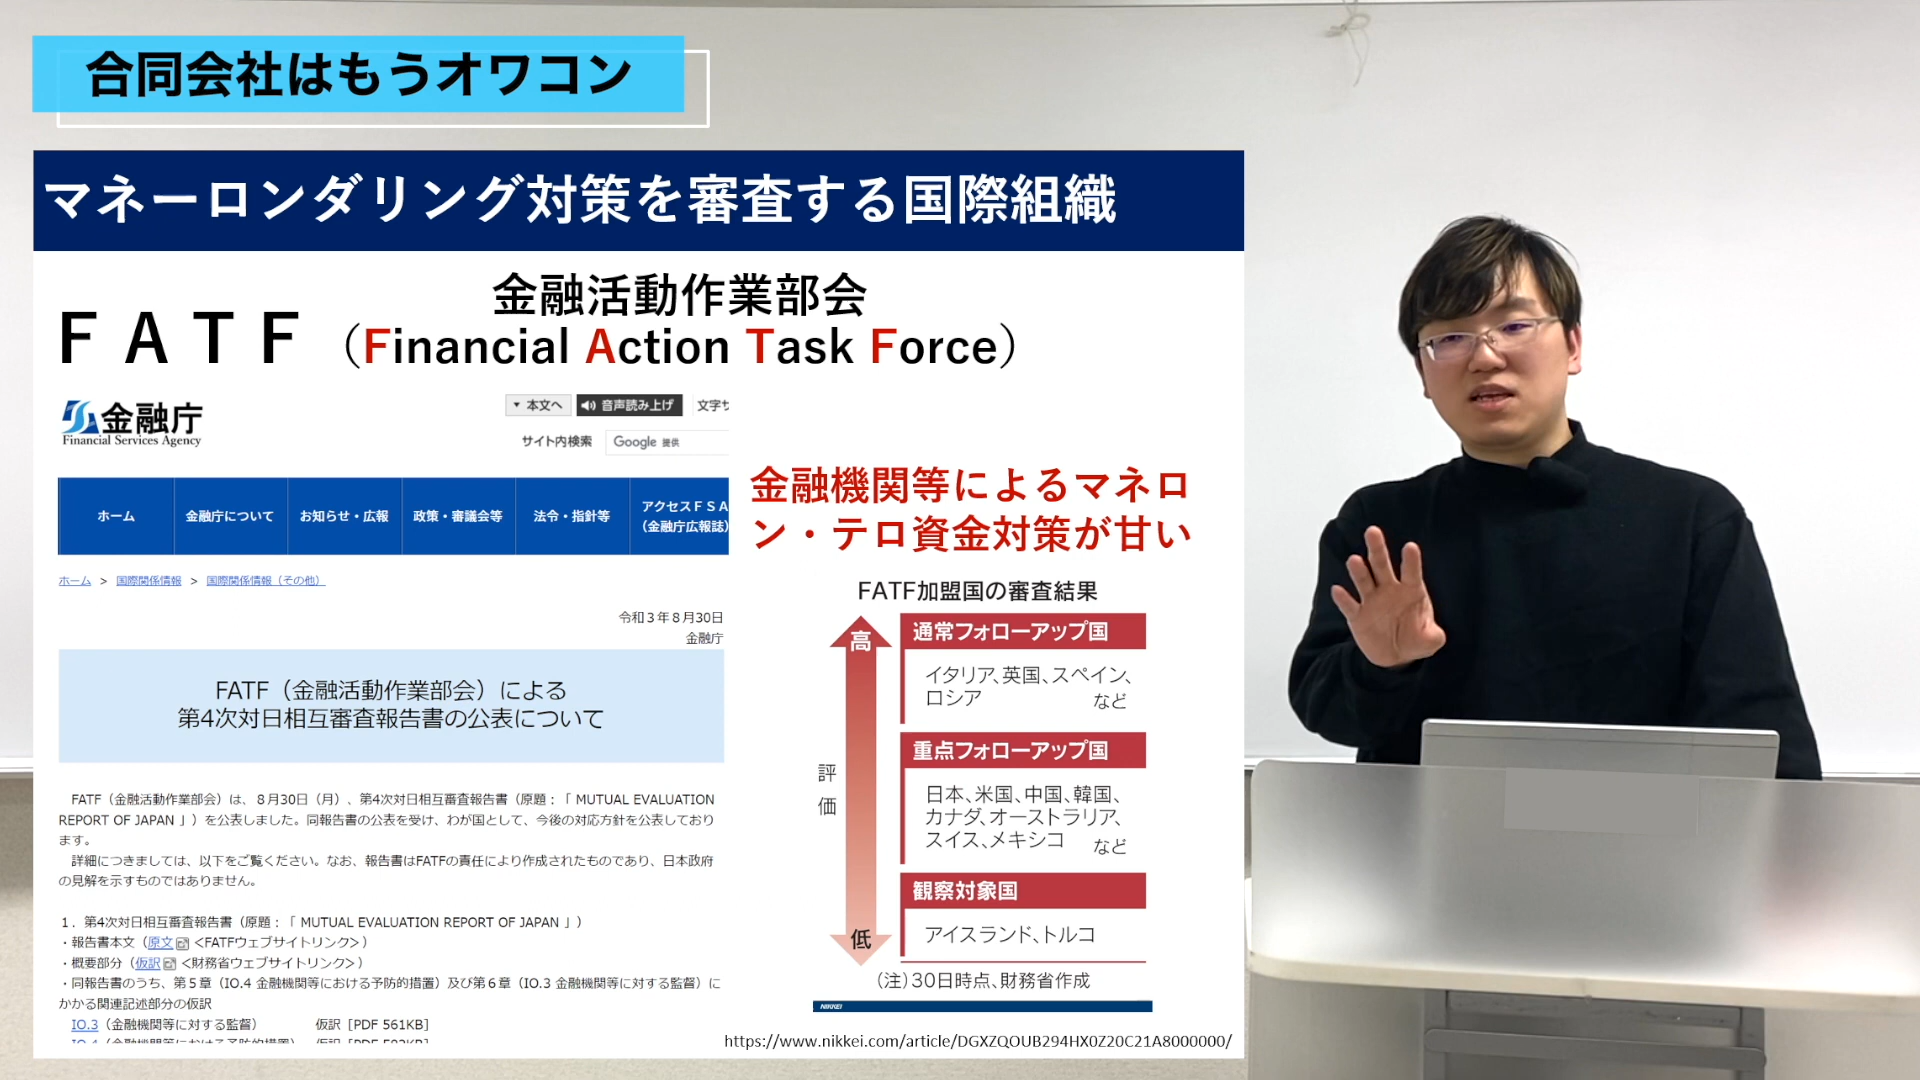 合同会社はもうオワコン
マネーロンダリング対策を審査する国際組織
金融活動作業部会
ＦＡＴＦ（Financial Action Task Force）
金融庁
Financial Services Agency
▼ 本文へ
音声読み上げ
文字サ
サイト内検索
Google 提供
ホーム
金融庁について
お知らせ・広報
政策・審議会等
法令・指針等
アクセスＦＳＡ
（金融庁広報誌）
ホーム > 国際関係情報 > 国際関係情報（その他）
令和３年８月30日
金融庁
FATF（金融活動作業部会）による
第4次対日相互審査報告書の公表について
FATF（金融活動作業部会）は、８月30日（月）、第4次対日相互審査報告書（原題：「 MUTUAL EVALUATION
REPORT OF JAPAN 」）を公表しました。同報告書の公表を受け、わが国として、今後の対応方針を公表しており
ます。
詳細につきましては、以下をご覧ください。なお、報告書はFATFの責任により作成されたものであり、日本政府
の見解を示すものではありません。
１．第4次対日相互審査報告書（原題：「 MUTUAL EVALUATION REPORT OF JAPAN 」）
・報告書本文（原文 <FATFウェブサイトリンク>）
・概要部分（仮訳 <財務省ウェブサイトリンク>）
・同報告書のうち、第５章（IO.4 金融機関等における予防的措置）及び第６章（IO.3 金融機関等に対する監督）に
かかる関連記述部分の仮訳
IO.3（金融機関等に対する監督） 仮訳［PDF 561KB］
金融機関等によるマネロ
ン・テロ資金対策が甘い
FATF加盟国の審査結果
高
評価
低
通常フォローアップ国
イタリア、英国、スペイン、
ロシア など
重点フォローアップ国
日本、米国、中国、韓国、
カナダ、オーストラリア、
スイス、メキシコ など
観察対象国
アイスランド、トルコ
（注）30日時点、財務省作成
NIKKEI
https://www.nikkei.com/article/DGXZQOUB294HX0Z20C21A8000000/